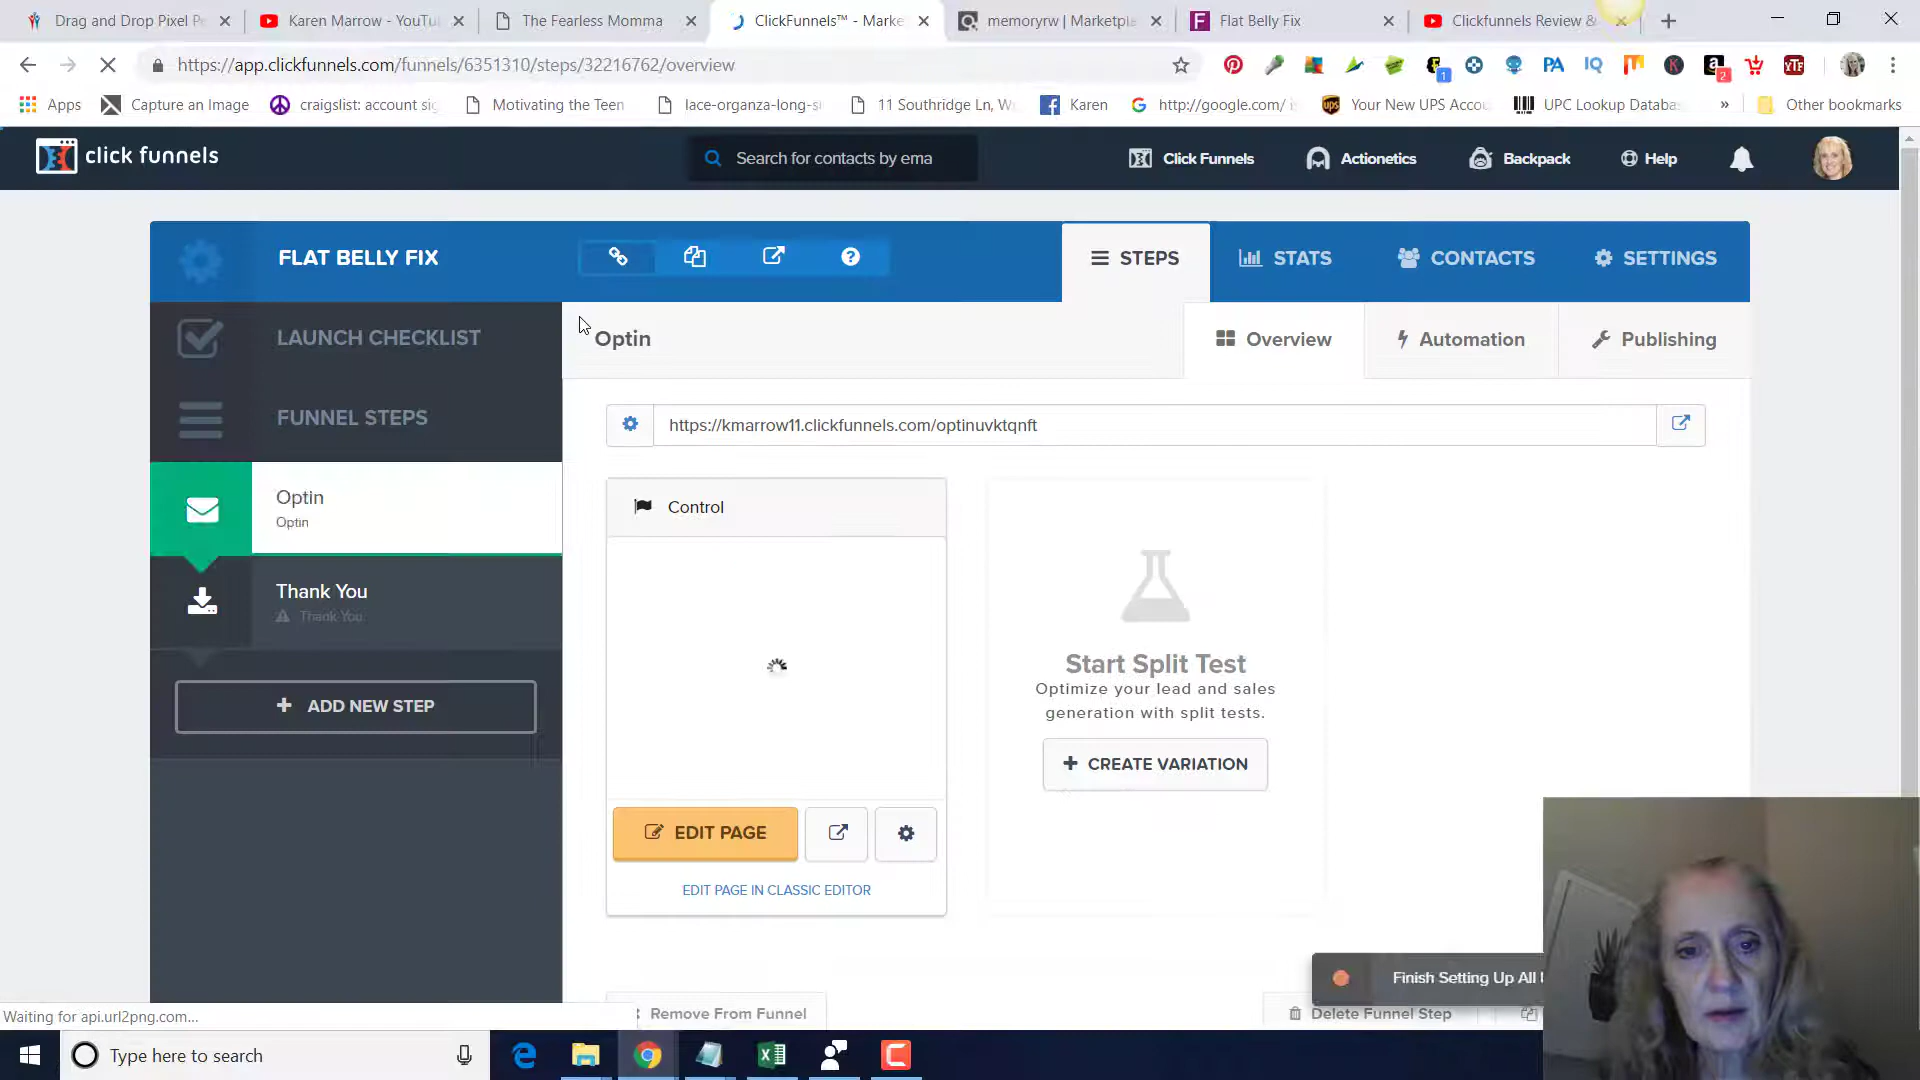 Drag and Drop Pixel P
Karen Marrow - YouTu
The Fearless Momma
ClickFunnels™ - Marke
memoryrw | Marketpla
Flat Belly Fix
Clickfunnels Review &
https://app.clickfunnels.com/funnels/6351310/steps/32216762/overview
1
PA
IQ
2
YTF
Apps
Capture an Image
craigslist: account sig
Motivating the Teen
lace-organza-long-s
11 Southridge Ln, W
Karen
http://google.com/
Your New UPS Accou
UPC Lookup Databa
»
Other bookmarks
click funnels
Search for contacts by ema
Click Funnels
Actionetics
Backpack
Help
FLAT BELLY FIX
STEPS
STATS
CONTACTS
SETTINGS
LAUNCH CHECKLIST
Optin
Overview
Automation
Publishing
FUNNEL STEPS
https://kmarrow11.clickfunnels.com/optinuvktqnft
Optin
Optin
Control
Thank You
Thank You
Start Split Test
Optimize your lead and sales
generation with split tests.
+ ADD NEW STEP
+ CREATE VARIATION
EDIT PAGE
EDIT PAGE IN CLASSIC EDITOR
Finish Setting Up All
Remove From Funnel
Delete Funnel Step
Waiting for api.url2png.com...
Type here to search